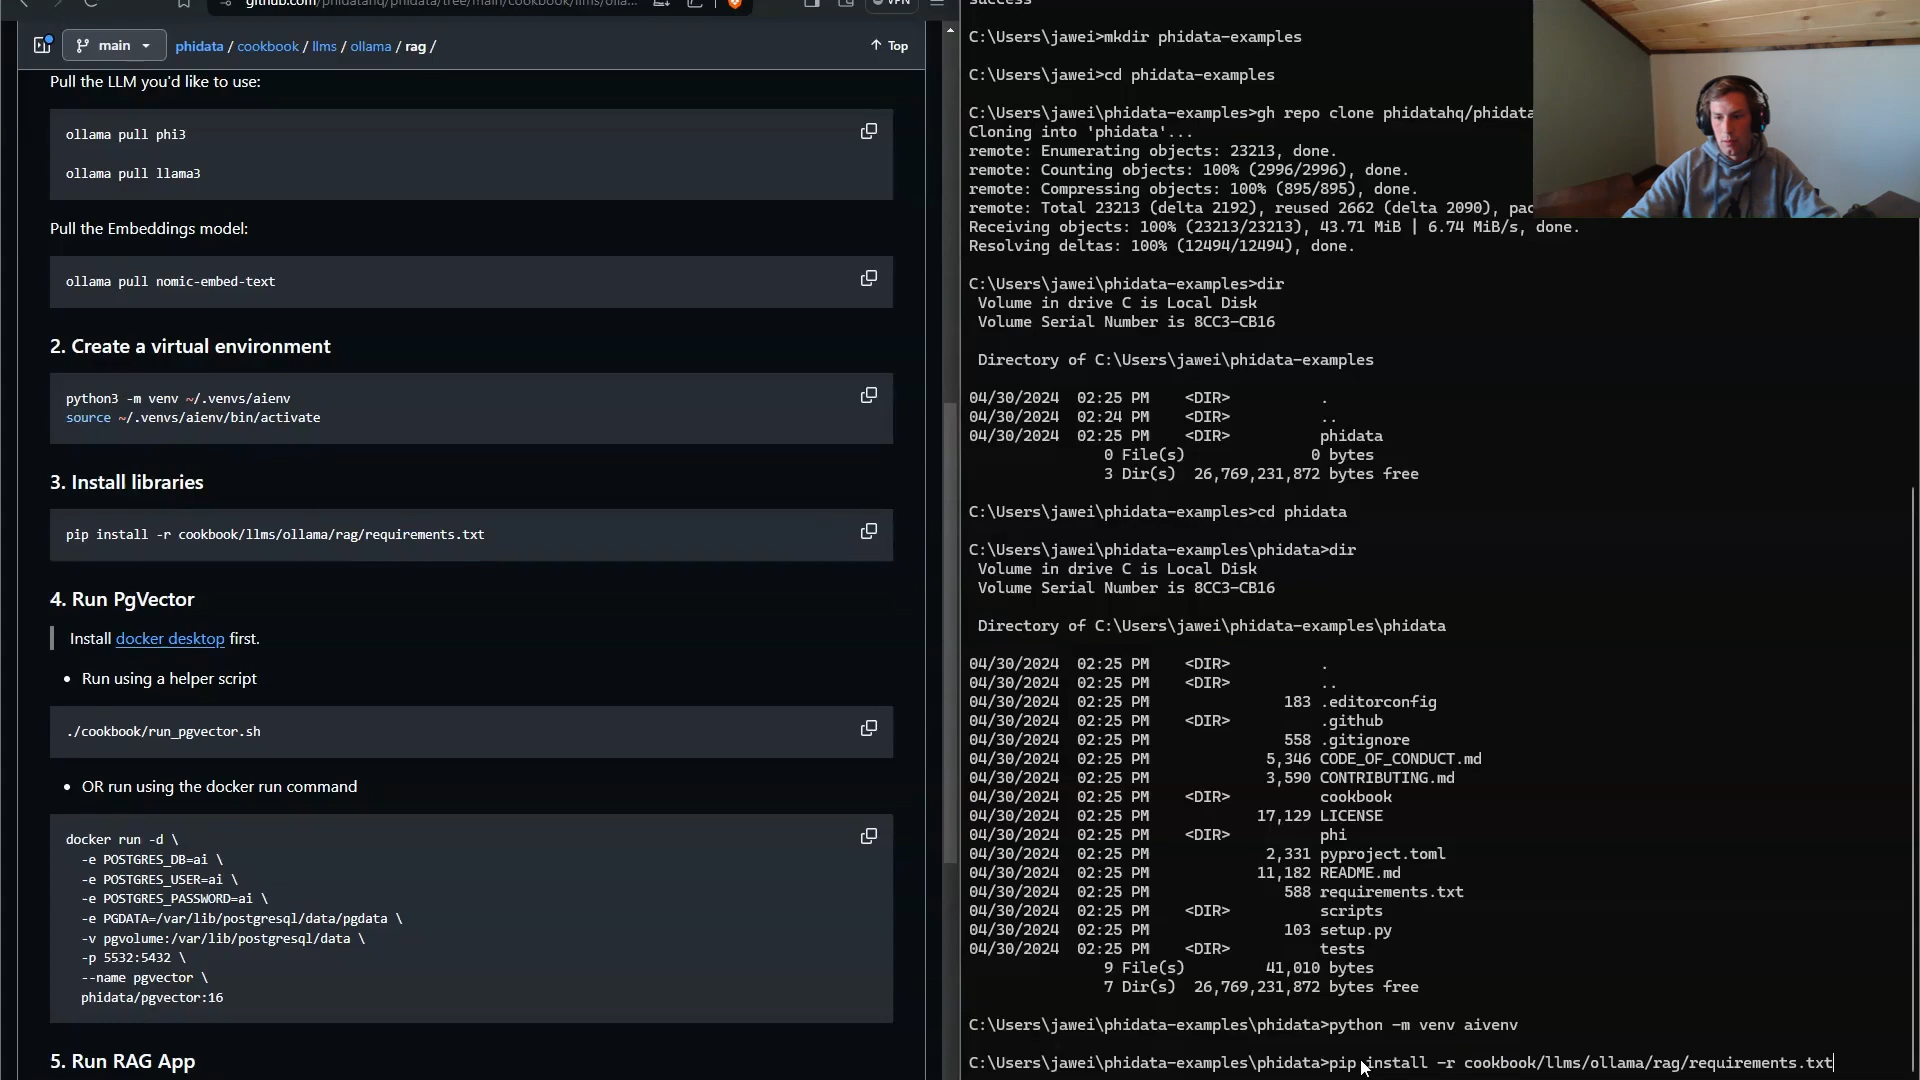 github.com/phidatahq/phidata/tree/main/cookbook/llms/olla...
VPN
main
phidata / cookbook / llms / ollama / rag /
Top
Pull the LLM you'd like to use:
ollama pull phi3
ollama pull llama3
Pull the Embeddings model:
ollama pull nomic-embed-text
2. Create a virtual environment
python3 -m venv ~/.venvs/aienv
source ~/.venvs/aienv/bin/activate
3. Install libraries
pip install -r cookbook/llms/ollama/rag/requirements.txt
4. Run PgVector
Install docker desktop first.
• Run using a helper script
./cookbook/run_pgvector.sh
• OR run using the docker run command
docker run -d \
-e POSTGRES_DB=ai \
-e POSTGRES_USER=ai \
-e POSTGRES_PASSWORD=ai \
-e PGDATA=/var/lib/postgresql/data/pgdata \
-v pgvolume:/var/lib/postgresql/data \
-p 5532:5432 \
--name pgvector \
phidata/pgvector:16
5. Run RAG App
success
C:\Users\jawei>mkdir phidata-examples
C:\Users\jawei>cd phidata-examples
C:\Users\jawei\phidata-examples>gh repo clone phidatahq/phidata
Cloning into 'phidata'...
remote: Enumerating objects: 23213, done.
remote: Counting objects: 100% (2996/2996), done.
remote: Compressing objects: 100% (895/895), done.
remote: Total 23213 (delta 2192), reused 2662 (delta 2090), pac
Receiving objects: 100% (23213/23213), 43.71 MiB | 6.74 MiB/s, done.
Resolving deltas: 100% (12494/12494), done.
C:\Users\jawei\phidata-examples>dir
Volume in drive C is Local Disk
Volume Serial Number is 8CC3-CB16
Directory of C:\Users\jawei\phidata-examples
04/30/2024 02:25 PM <DIR> .
04/30/2024 02:24 PM <DIR> ..
04/30/2024 02:25 PM <DIR> phidata
0 File(s) 0 bytes
3 Dir(s) 26,769,231,872 bytes free
C:\Users\jawei\phidata-examples>cd phidata
C:\Users\jawei\phidata-examples\phidata>dir
Volume in drive C is Local Disk
Volume Serial Number is 8CC3-CB16
Directory of C:\Users\jawei\phidata-examples\phidata
04/30/2024 02:25 PM <DIR> .
04/30/2024 02:25 PM <DIR> ..
04/30/2024 02:25 PM 183 .editorconfig
04/30/2024 02:25 PM <DIR> .github
04/30/2024 02:25 PM 558 .gitignore
04/30/2024 02:25 PM 5,346 CODE_OF_CONDUCT.md
04/30/2024 02:25 PM 3,590 CONTRIBUTING.md
04/30/2024 02:25 PM <DIR> cookbook
04/30/2024 02:25 PM 17,129 LICENSE
04/30/2024 02:25 PM <DIR> phi
04/30/2024 02:25 PM 2,331 pyproject.toml
04/30/2024 02:25 PM 11,182 README.md
04/30/2024 02:25 PM 588 requirements.txt
04/30/2024 02:25 PM <DIR> scripts
04/30/2024 02:25 PM 103 setup.py
04/30/2024 02:25 PM <DIR> tests
9 File(s) 41,010 bytes
7 Dir(s) 26,769,231,872 bytes free
C:\Users\jawei\phidata-examples\phidata>python -m venv aivenv
C:\Users\jawei\phidata-examples\phidata>pip install -r cookbook/llms/ollama/rag/requirements.txt